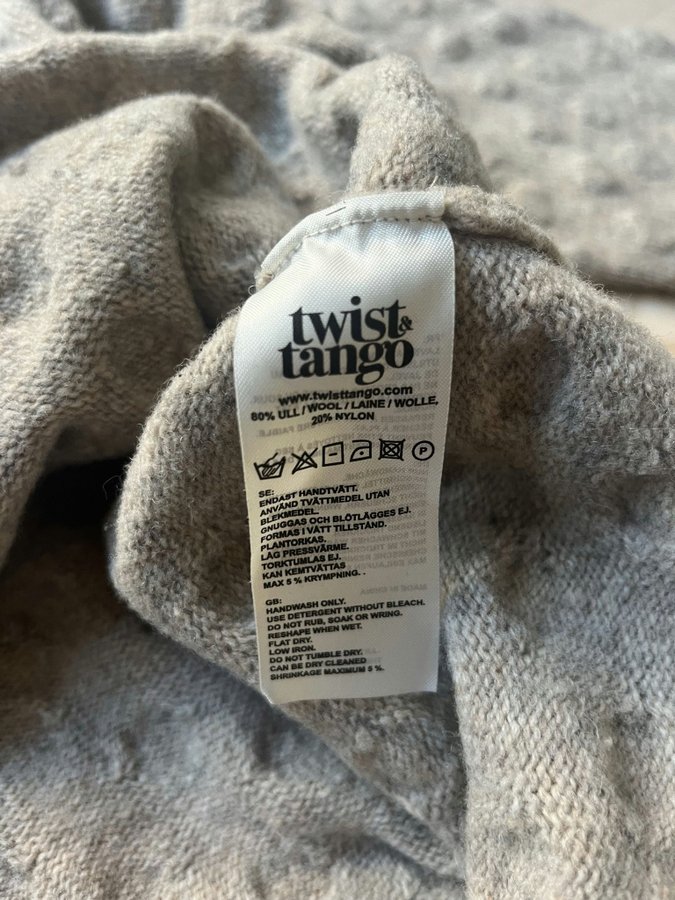 twist&
tango
www.twisttango.com
80% ULL / WOOL / LAINE / WOLLE,
20% NYLON
P
SE:
ENDAST HANDTVÄTT.
ANVÄND TVÄTTMEDEL UTAN
BLEKMEDEL.
GNUGGAS OCH BLÖTLÄGGES EJ.
FORMAS I VÅTT TILLSTÅND.
PLANTORKAS.
LÅG PRESSVÄRME.
TORKTUMLAS EJ.
KAN KEMTVÄTTAS
MAX 5 % KRYMPNING. .
GB:
HANDWASH ONLY.
USE DETERGENT WITHOUT BLEACH.
DO NOT RUB, SOAK OR WRING.
RESHAPE WHEN WET.
FLAT DRY.
LOW IRON.
DO NOT TUMBLE DRY.
CAN BE DRY CLEANED
SHRINKAGE MAXIMUM 5 %.